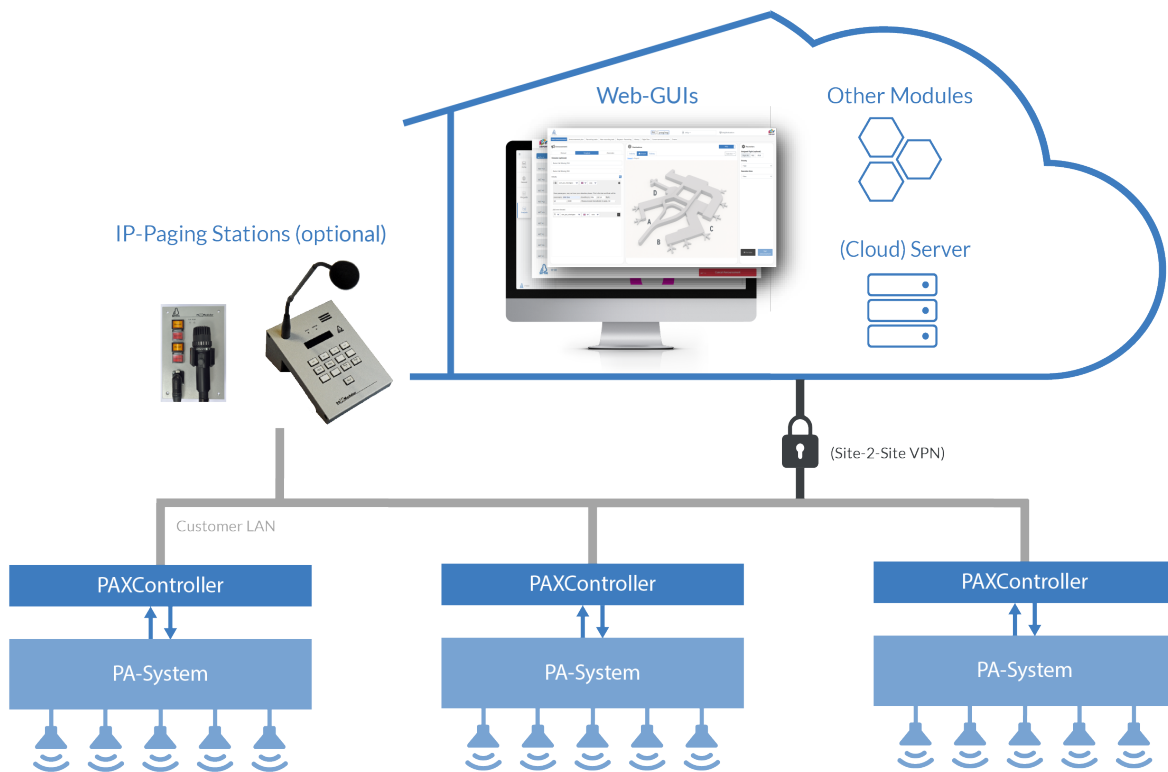 Web-GUIs
Other Modules
IP-Paging Stations (optional)
(Cloud) Server
D
A
C
B
(Site-2-Site VPN)
Customer LAN
PAXController
PAXController
PAXController
PA-System
PA-System
PA-System